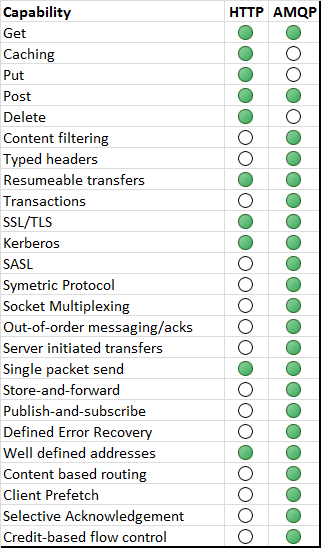 Capability HTTP AMQP
Get
Caching
Put
Post
Delete
Content filtering
Typed headers
Resumeable transfers
Transactions
SSL/TLS
Kerberos
SASL
Symetric Protocol
Socket Multiplexing
Out-of-order messaging/acks
Server initiated transfers
Single packet send
Store-and-forward
Publish-and-subscribe
Defined Error Recovery
Well defined addresses
Content based routing
Client Prefetch
Selective Acknowledgement
Credit-based flow control